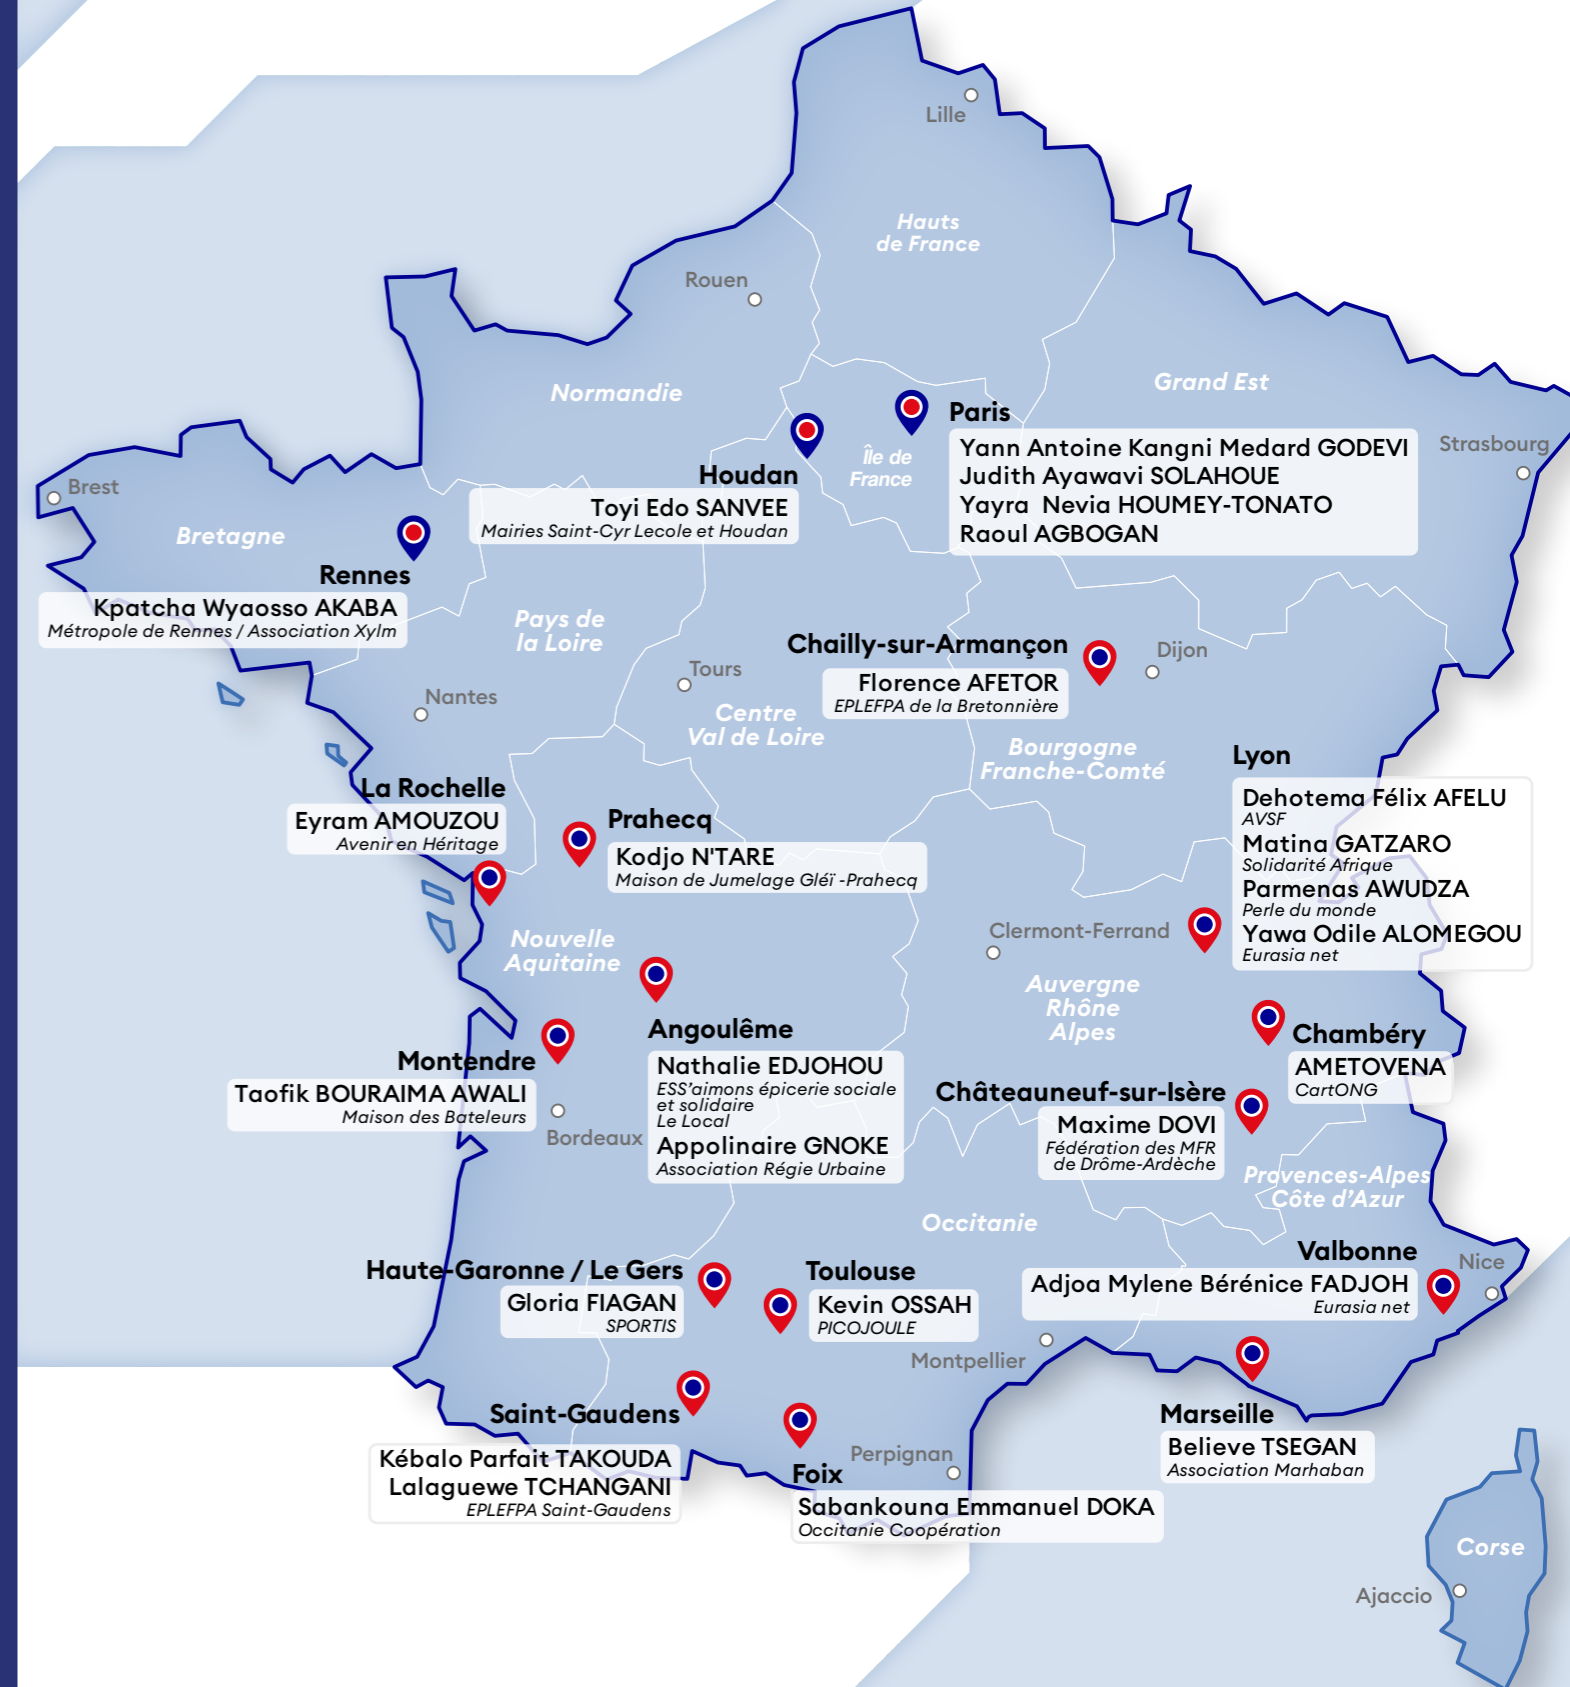 Lille
Hauts
de France
Rouen
Normandie
Grand Est
Paris
Yann Antoine Kangni Medard GODEVI
Judith Ayawavi SOLAHOUE
Yayra Nevia HOUMEY-TONATO
Raoul AGBOGAN
Île de
France
Strasbourg
Houdan
Toyi Edo SANVEE
Mairies Saint-Cyr Lecole et Houdan
Brest
Bretagne
Rennes
Kpatcha Wyaosso AKABA
Métropole de Rennes / Association Xylm
Pays de
la Loire
Chailly-sur-Armançon
Florence AFETOR
EPLEFPA de la Bretonnière
Dijon
Tours
Nantes
Centre
Val de Loire
Bourgogne
Franche-Comté
Lyon
Dehotema Félix AFELU
AVSF
Matina GATZARO
Solidarité Afrique
Parmenas AWUDZA
Perle du monde
Yawa Odile ALOMEGOU
Eurasia net
La Rochelle
Eyram AMOUZOU
Avenir en Héritage
Prahecq
Kodjo N'TARE
Maison de Jumelage Gléï -Prahecq
Clermont-Ferrand
Nouvelle
Aquitaine
Auvergne
Rhône
Alpes
Angoulême
Nathalie EDJOHOU
ESS’aimons épicerie sociale
et solidaire
Le Local
Appolinaire GNOKE
Association Régie Urbaine
Chambéry
AMETOVENA
CartONG
Montendre
Taofik BOURAIMA AWALI
Maison des Bateleurs
Bordeaux
Châteauneuf-sur-Isère
Maxime DOVI
Fédération des MFR
de Drôme-Ardèche
Provences-Alpes
Côte d’Azur
Occitanie
Valbonne
Adjoa Mylene Bérénice FADJOH
Eurasia net
Nice
Haute-Garonne / Le Gers
Gloria FIAGAN
SPORTIS
Toulouse
Kevin OSSAH
PICOJOULE
Montpellier
Saint-Gaudens
Kébalo Parfait TAKOUDA
Lalaguewe TCHANGANI
EPLEFPA Saint-Gaudens
Marseille
Believe TSEGAN
Association Marhaban
Perpignan
Foix
Sabankouna Emmanuel DOKA
Occitanie Coopération
Corse
Ajaccio